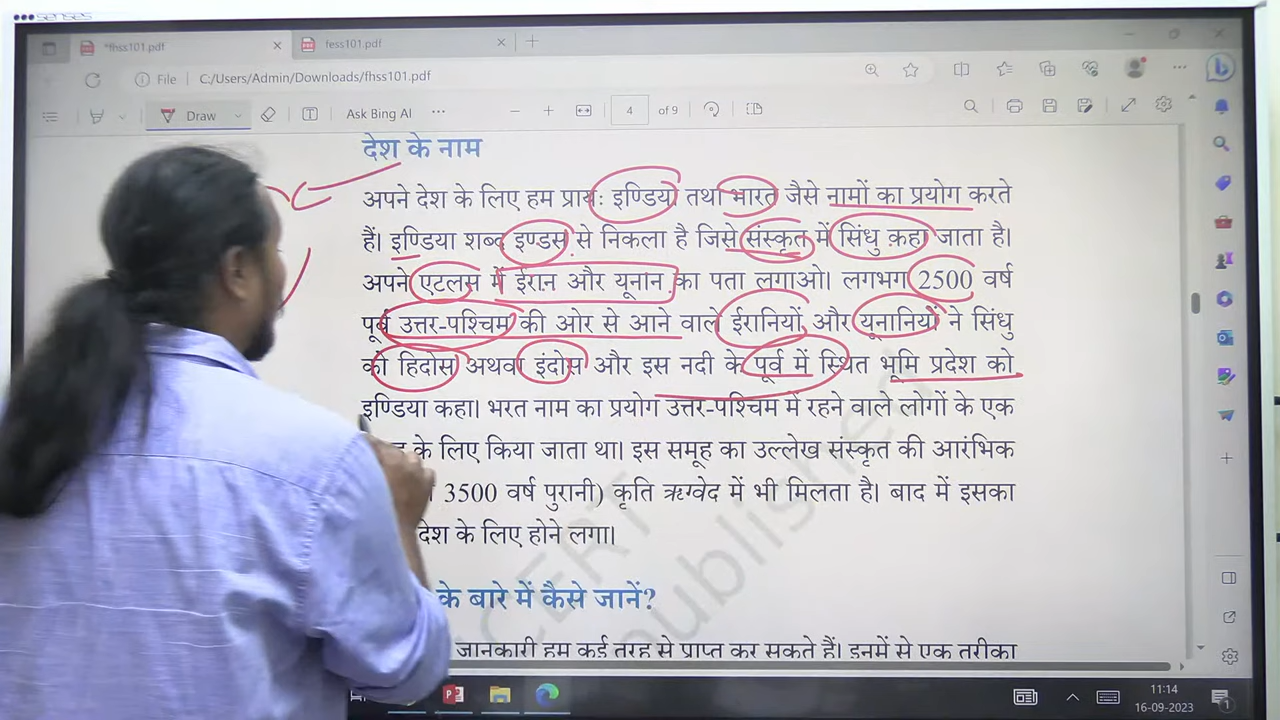 senses
*fhss101.pdf
fess101.pdf
File C:/Users/Admin/Downloads/fhss101.pdf
Draw Ask Bing AI 4 of 9
देश के नाम
अपने देश के लिए हम प्रायः इण्डिया तथा भारत जैसे नामों का प्रयोग करते
हैं। इण्डिया शब्द इण्डस से निकला है जिसे संस्कृत में सिंधु कहा जाता है।
अपने एटलस में ईरान और यूनान का पता लगाओ। लगभग 2500 वर्ष
पूर्व उत्तर-पश्चिम की ओर से आने वाले ईरानियों और यूनानियों ने सिंधु
को हिंदोस अथवा इंदोस और इस नदी के पूर्व में स्थित भूमि प्रदेश को
इण्डिया कहा। भरत नाम का प्रयोग उत्तर-पश्चिम में रहने वाले लोगों के एक
के लिए किया जाता था। इस समूह का उल्लेख संस्कृत की आरंभिक
3500 वर्ष पुरानी) कृति ऋग्वेद में भी मिलता है। बाद में इसका
देश के लिए होने लगा।
के बारे में कैसे जानें?
जानकारी हम कई तरह से प्राप्त कर सकते हैं। इनमें से एक तरीका
NCERT
publishe
11:14
16-09-2023
1